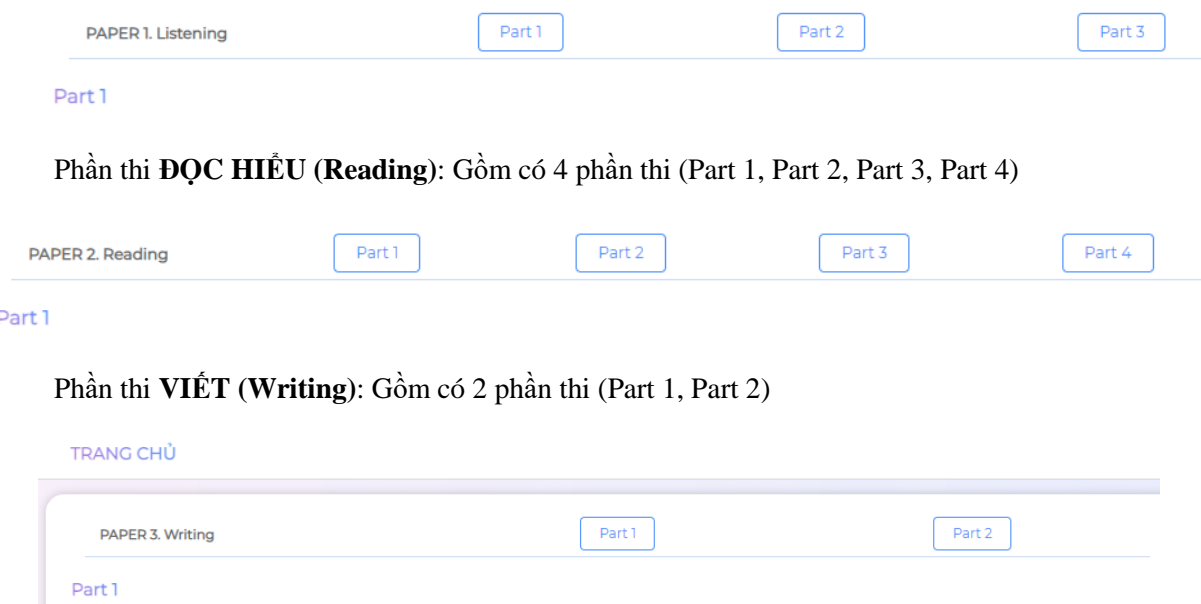 PAPER 1. Listening Part 1 Part 2 Part 3
Part 1
Phần thi ĐỌC HIỂU (Reading): Gồm có 4 phần thi (Part 1, Part 2, Part 3, Part 4)
PAPER 2. Reading Part 1 Part 2 Part 3 Part 4
Part 1
Phần thi VIẾT (Writing): Gồm có 2 phần thi (Part 1, Part 2)
TRANG CHỦ
PAPER 3. Writing Part 1 Part 2
Part 1